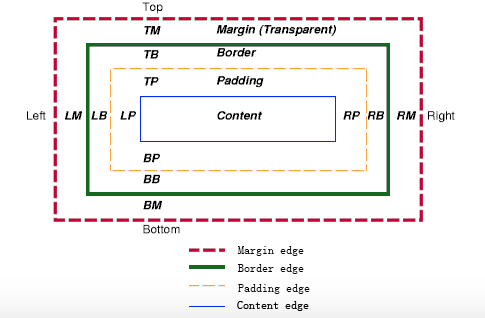 Top
TM Margin (Transparent)
TB Border
TP Padding
Left LM LB LP Content RP RB RM Right
BP
BB
BM
Bottom
Margin edge
Border edge
Padding edge
Content edge